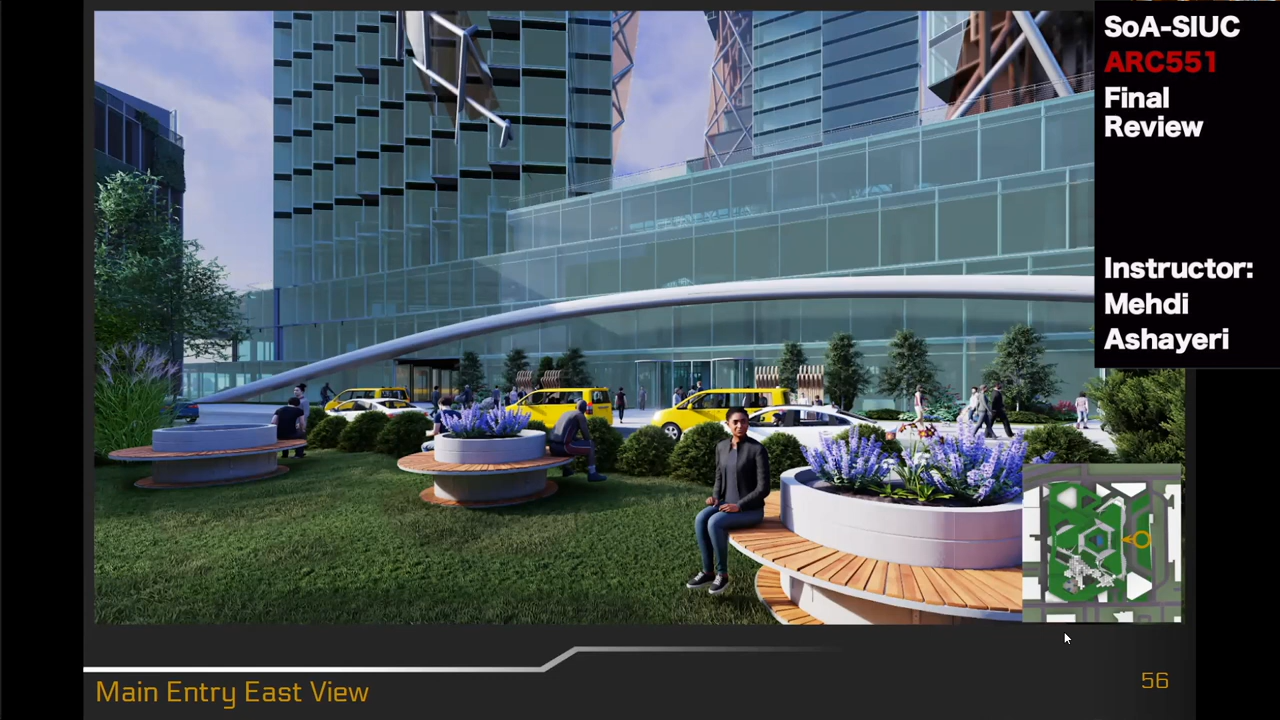 SoA-SIUC
ARC551
Final
Review
Instructor:
Mehdi
Ashayeri
Main Entry East View
56